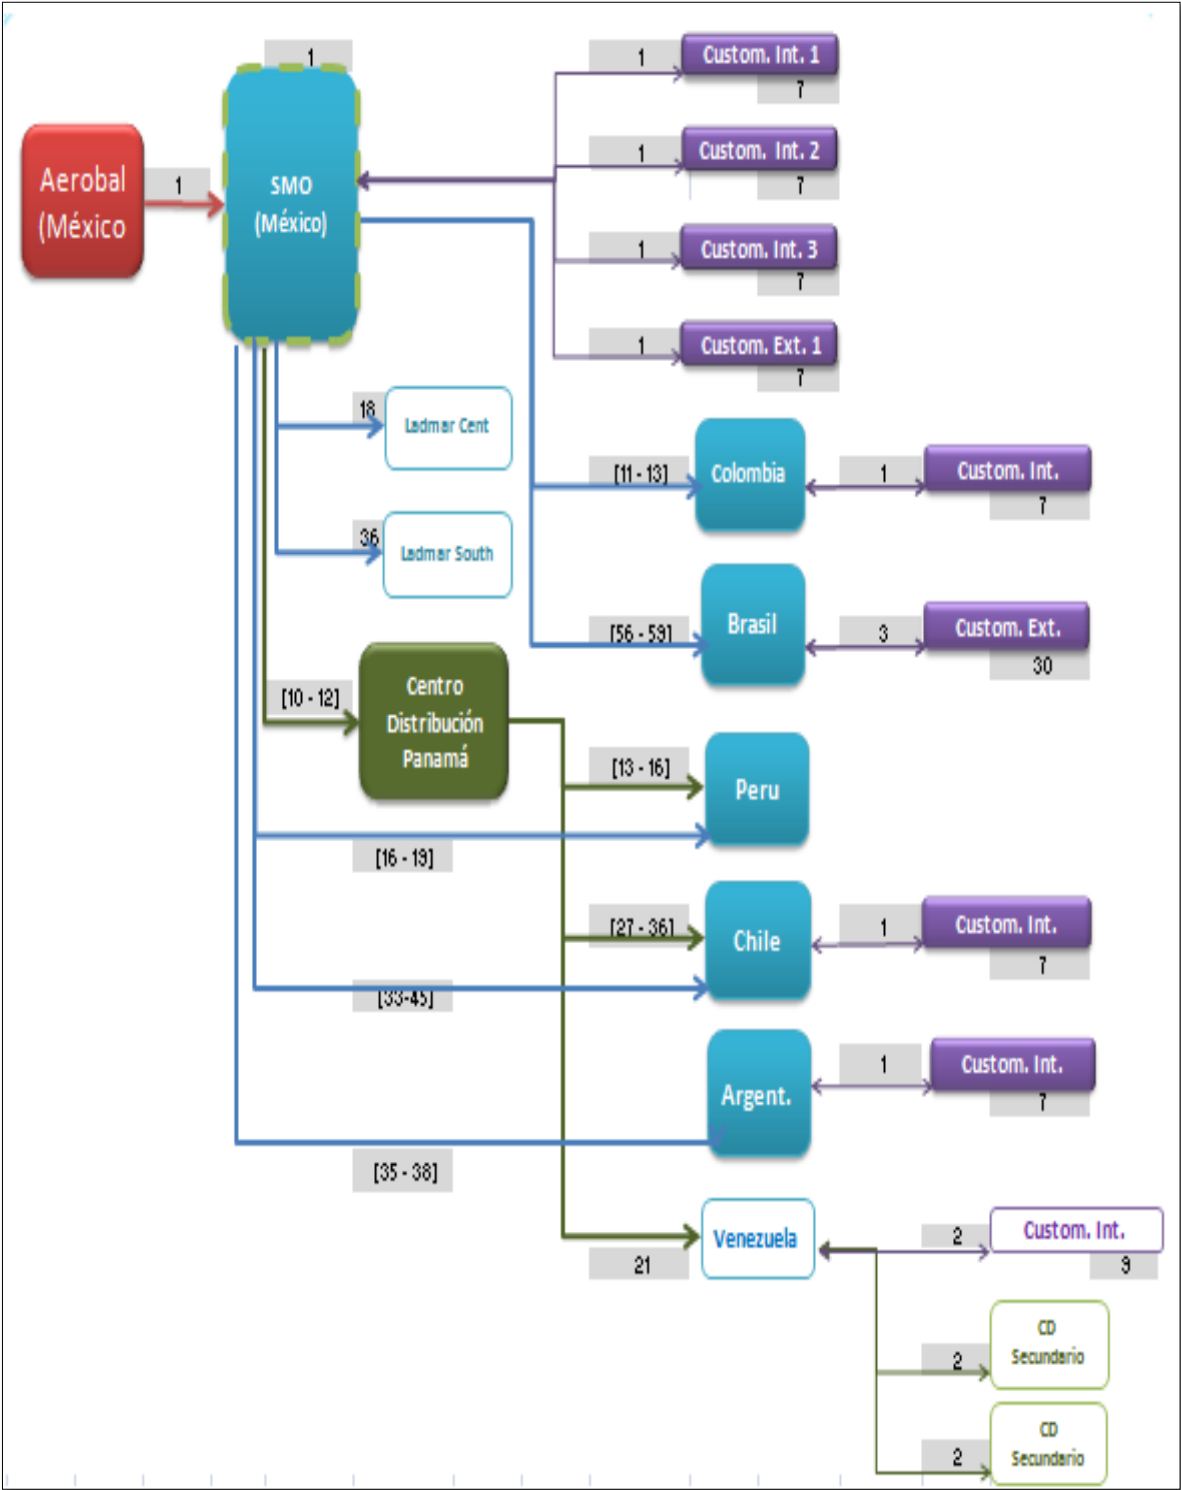 1
1
Custom. Int. 1
7
Aerobal
(México
1
SMO
(México)
1
Custom. Int. 2
7
1
Custom. Int. 3
7
1
Custom. Ext. 1
7
18
Ladmar Cent
[11 - 13]
Colombia
1
Custom. Int.
7
36
Ladmar South
[56 - 59]
Brasil
3
Custom. Ext.
30
[10 - 12]
Centro
Distribución
Panamá
[13 - 16]
Peru
[16 - 19]
[27 - 36]
Chile
1
Custom. Int.
7
[33-45]
Argent.
1
Custom. Int.
7
[35 - 38]
Venezuela
21
2
Custom. Int.
9
2
CD
Secundario
2
CD
Secundario